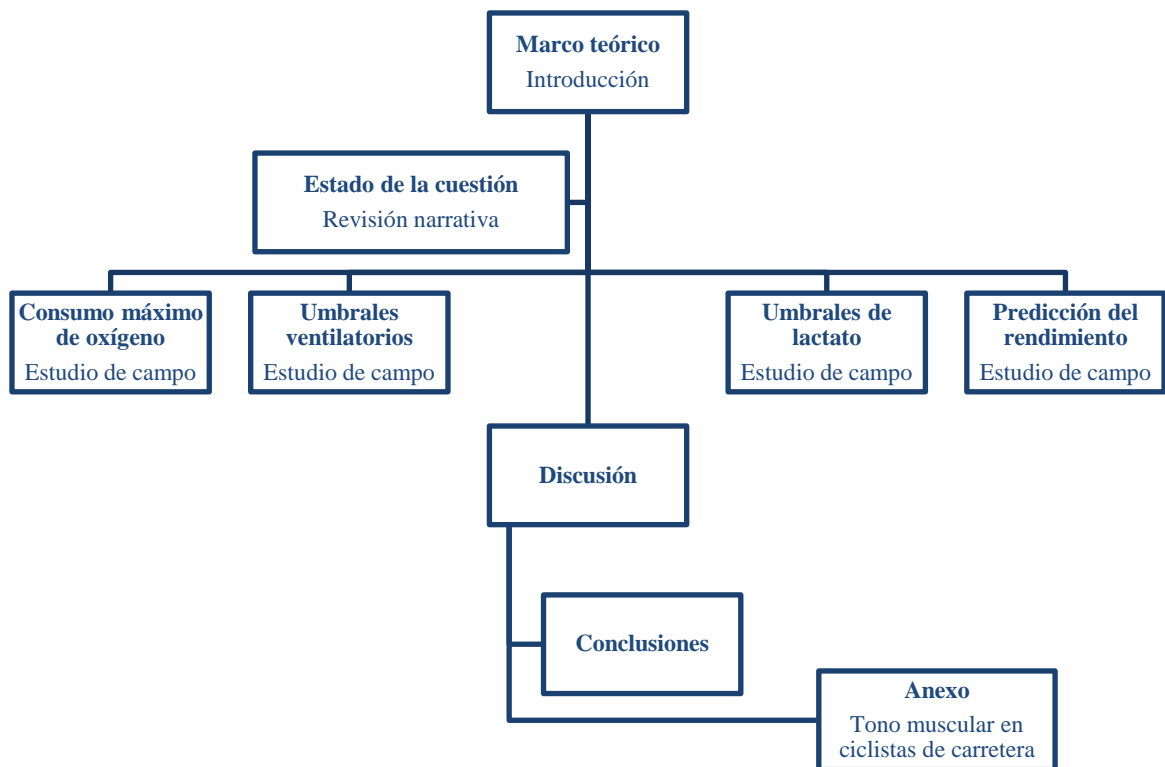 Marco teórico
Introducción
Estado de la cuestión
Revisión narrativa
Consumo máximo
de oxígeno
Estudio de campo
Umbrales
ventilatorios
Estudio de campo
Umbrales de
lactato
Estudio de campo
Predicción del
rendimiento
Estudio de campo
Discusión
Conclusiones
Anexo
Tono muscular en
ciclistas de carretera